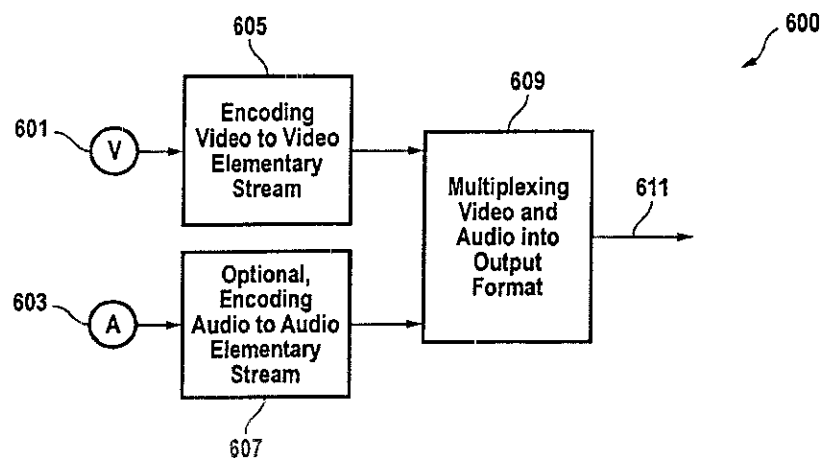 600
605
609
601
V
Encoding
Video to Video
Elementary
Stream
Multiplexing
Video and
Audio into
Output
Format
611
603
A
Optional,
Encoding
Audio to Audio
Elementary
Stream
607